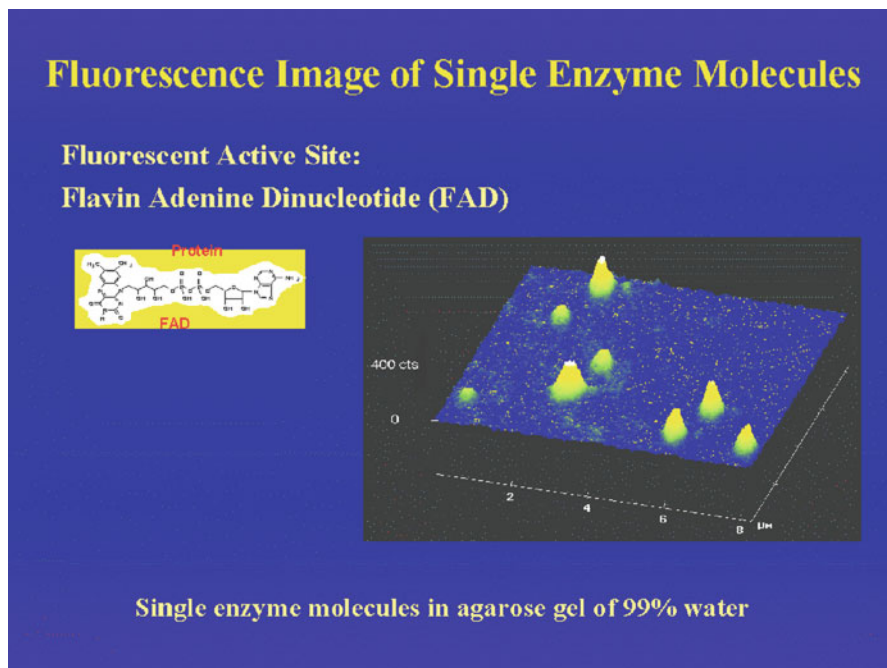 Fluorescence Image of Single Enzyme Molecules
Fluorescent Active Site:
Flavin Adenine Dinucleotide (FAD)
Protein
FAD
400 cts
0
2
4
6
8 μм
Single enzyme molecules in agarose gel of 99% water